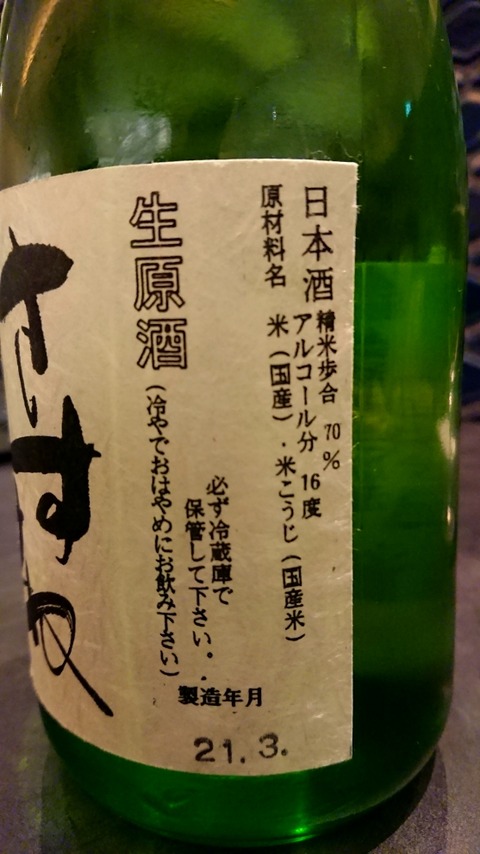 日本酒
精米歩合 70%
アルコール分 16度
原材料名 米(国産)・米こうじ(国産米)
必ず冷蔵庫で
保管して下さい。
生原酒
(冷やでおはやめにお飲み下さい)
製造年月
21.3.